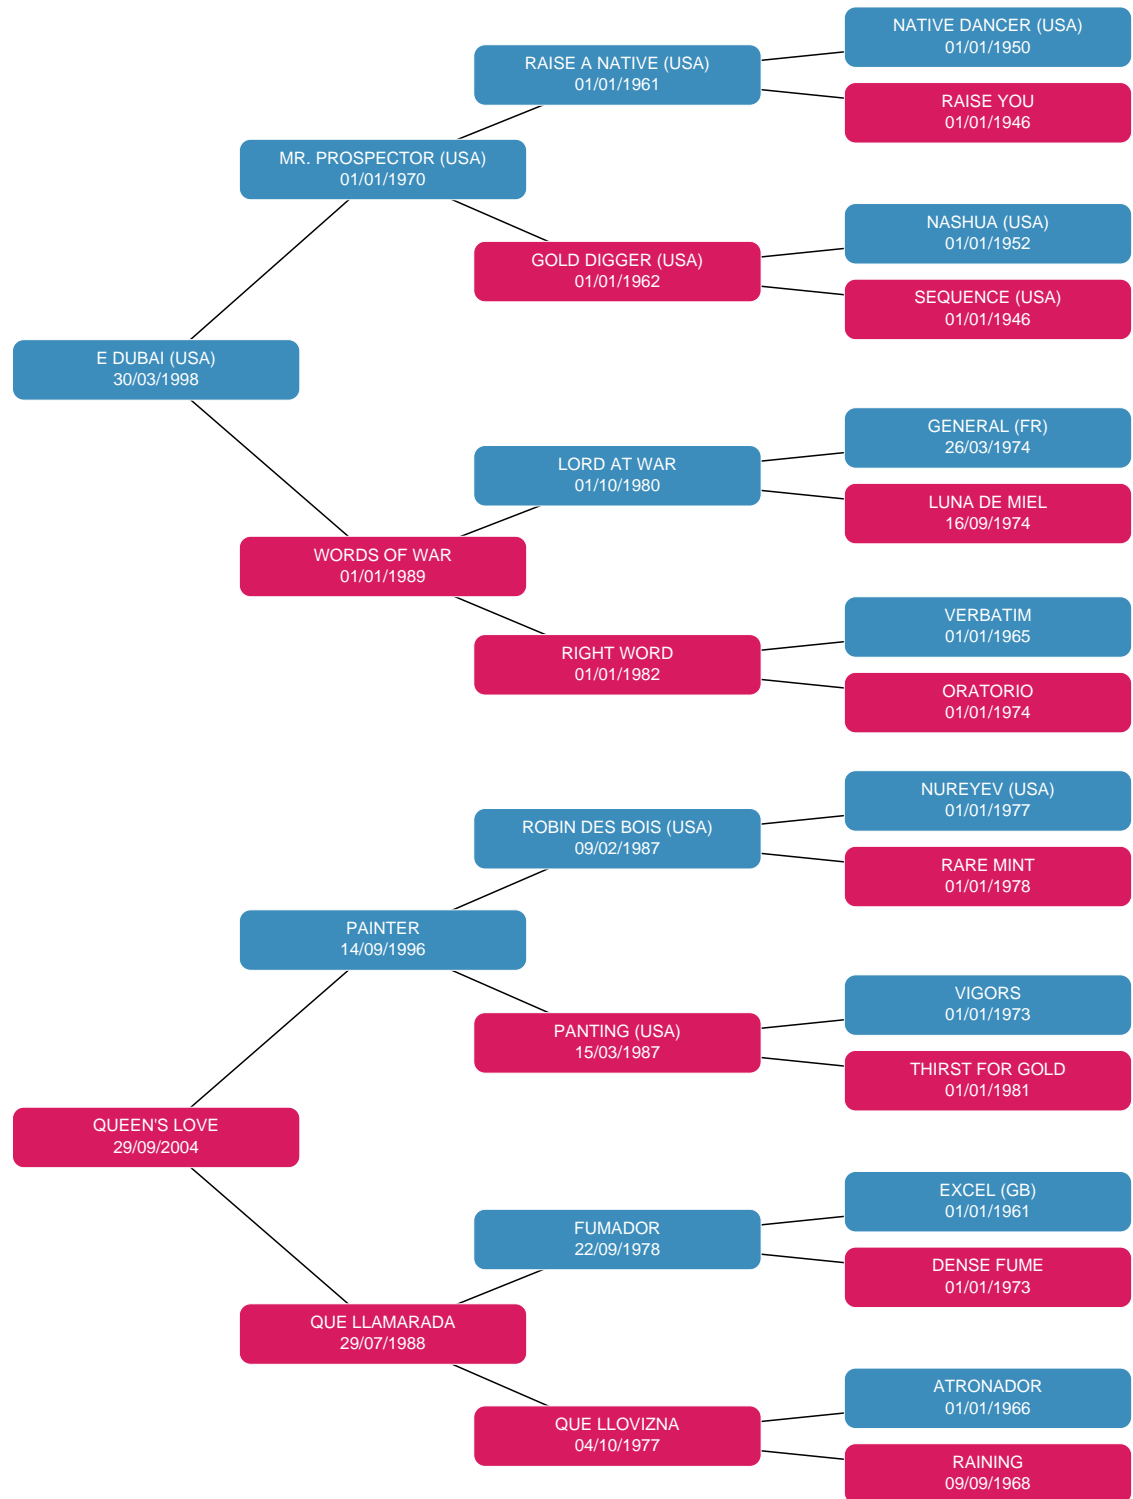 NATIVE DANCER (USA)
01/01/1950
RAISE A NATIVE (USA)
01/01/1961
RAISE YOU
01/01/1946
MR. PROSPECTOR (USA)
01/01/1970
NASHUA (USA)
01/01/1952
GOLD DIGGER (USA)
01/01/1962
SEQUENCE (USA)
01/01/1946
E DUBAI (USA)
30/03/1998
GENERAL (FR)
26/03/1974
LORD AT WAR
01/10/1980
LUNA DE MIEL
16/09/1974
WORDS OF WAR
01/01/1989
VERBATIM
01/01/1965
RIGHT WORD
01/01/1982
ORATORIO
01/01/1974
NUREYEV (USA)
01/01/1977
ROBIN DES BOIS (USA)
09/02/1987
RARE MINT
01/01/1978
PAINTER
14/09/1996
VIGORS
01/01/1973
PANTING (USA)
15/03/1987
THIRST FOR GOLD
01/01/1981
QUEEN'S LOVE
29/09/2004
EXCEL (GB)
01/01/1961
FUMADOR
22/09/1978
DENSE FUME
01/01/1973
QUE LLAMARADA
29/07/1988
ATRONADOR
01/01/1966
QUE LLOVIZNA
04/10/1977
RAINING
09/09/1968